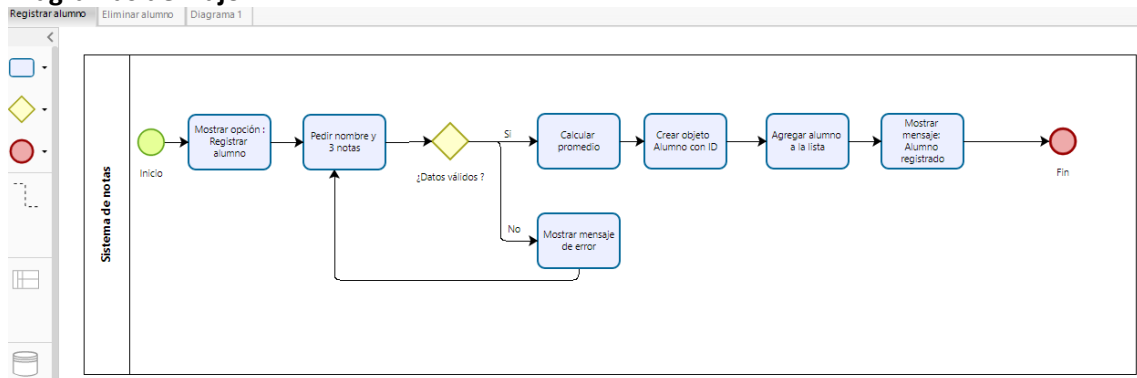 Registrar alumno
Eliminar alumno
Diagrama 1
Sistema de notas
Inicio
Mostrar opción :
Registrar
alumno
Pedir nombre y
3 notas
¿Datos válidos ?
Si
Calcular
promedio
Crear objeto
Alumno con ID
Agregar alumno
a la lista
Mostrar
mensaje:
Alumno
registrado
Fin
No
Mostrar mensaje
de error